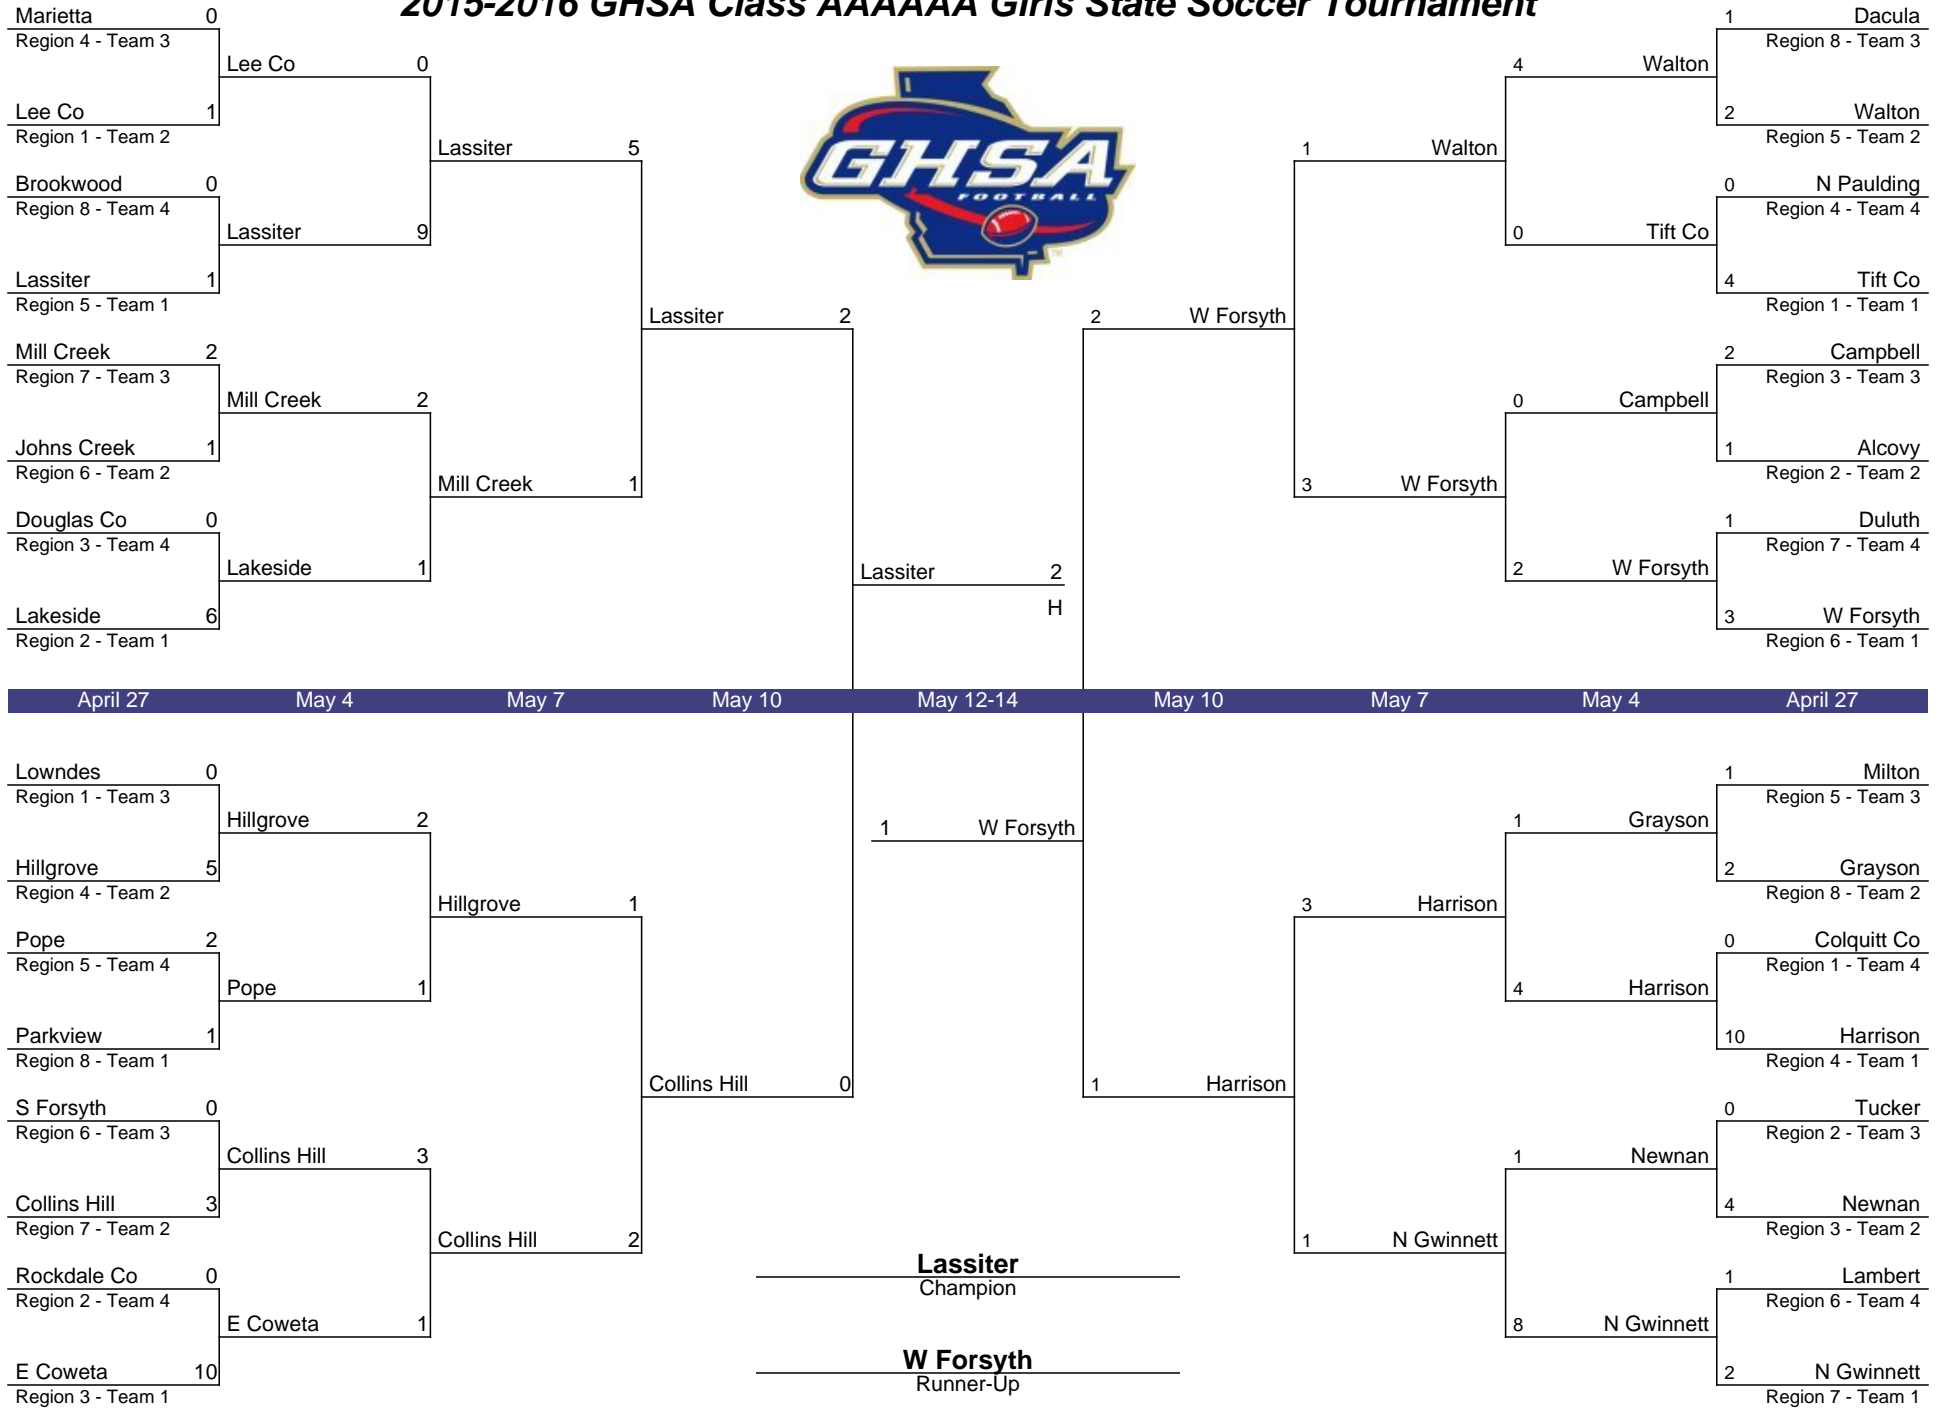 2015-2016 GHSA Class AAAAAA Girls State Soccer Tournament
GHSA
FOOTBALL
TM
Marietta 0
Region 4 - Team 3
Lee Co 0
Lee Co 1
Region 1 - Team 2
Lassiter 5
Brookwood 0
Region 8 - Team 4
Lassiter 9
Lassiter 1
Region 5 - Team 1
Lassiter 2
Mill Creek 2
Region 7 - Team 3
Mill Creek 2
Johns Creek 1
Region 6 - Team 2
Mill Creek 1
Douglas Co 0
Region 3 - Team 4
Lakeside 1
Lakeside 6
Region 2 - Team 1
Lassiter 2
H
1 Dacula
Region 8 - Team 3
4 Walton
2 Walton
Region 5 - Team 2
1 Walton
0 N Paulding
Region 4 - Team 4
0 Tift Co
4 Tift Co
Region 1 - Team 1
2 W Forsyth
2 Campbell
Region 3 - Team 3
0 Campbell
1 Alcovy
Region 2 - Team 2
3 W Forsyth
1 Duluth
Region 7 - Team 4
2 W Forsyth
3 W Forsyth
Region 6 - Team 1
April 27 May 4 May 7 May 10 May 12-14 May 10 May 7 May 4 April 27
Lowndes 0
Region 1 - Team 3
Hillgrove 2
Hillgrove 5
Region 4 - Team 2
Hillgrove 1
Pope 2
Region 5 - Team 4
Pope 1
Parkview 1
Region 8 - Team 1
Collins Hill 0
S Forsyth 0
Region 6 - Team 3
Collins Hill 3
Collins Hill 3
Region 7 - Team 2
Collins Hill 2
Rockdale Co 0
Region 2 - Team 4
E Coweta 1
E Coweta 10
Region 3 - Team 1
1 W Forsyth
1 Milton
Region 5 - Team 3
1 Grayson
2 Grayson
Region 8 - Team 2
3 Harrison
0 Colquitt Co
Region 1 - Team 4
4 Harrison
10 Harrison
Region 4 - Team 1
1 Harrison
0 Tucker
Region 2 - Team 3
1 Newnan
4 Newnan
Region 3 - Team 2
1 N Gwinnett
1 Lambert
Region 6 - Team 4
8 N Gwinnett
2 N Gwinnett
Region 7 - Team 1
Lassiter
Champion
W Forsyth
Runner-Up